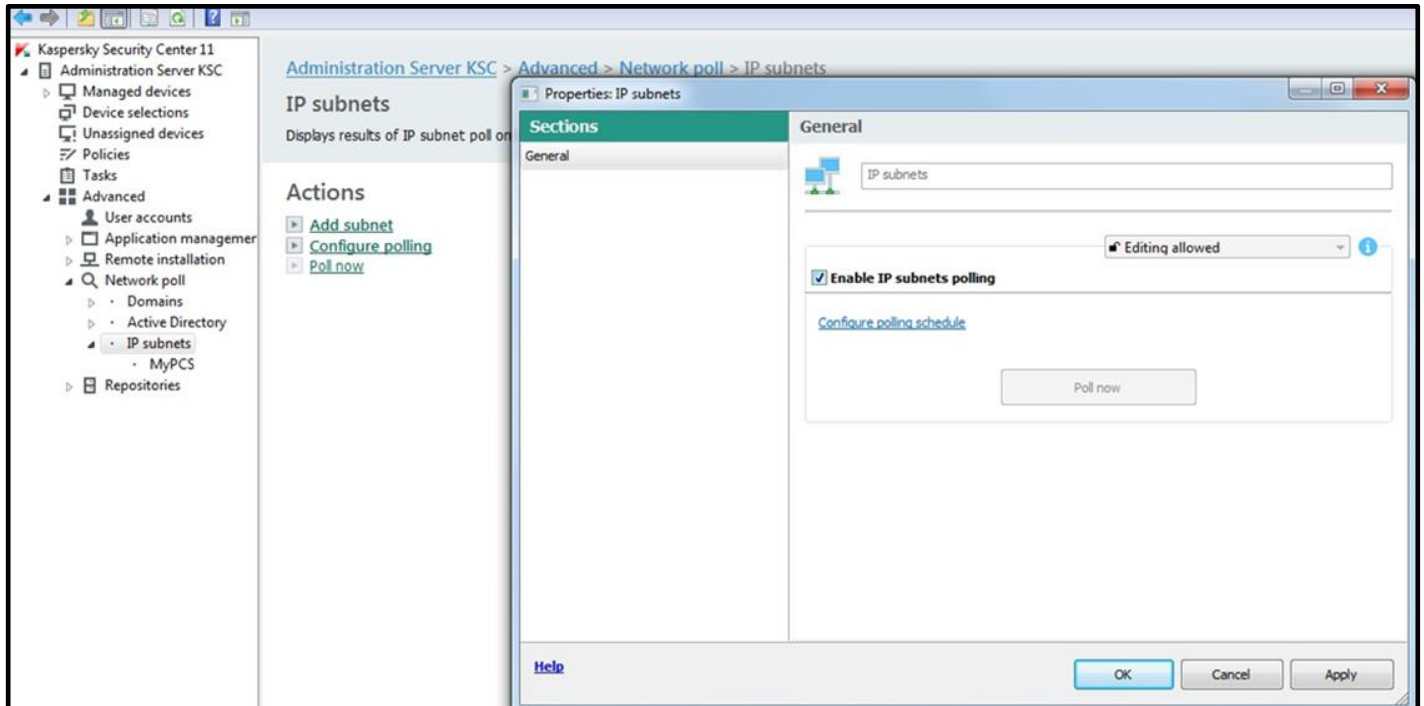 Kaspersky Security Center 11
Administration Server KSC
Managed devices
Device selections
Unassigned devices
Policies
Tasks
Advanced
User accounts
Application managemer
Remote installation
Network poll
Domains
Active Directory
IP subnets
MyPCS
Repositories
Administration Server KSC > Advanced > Network poll > IP subnets
IP subnets
Displays results of IP subnet poll on
Actions
Add subnet
Configure polling
Poll now
Properties: IP subnets
Sections
General
General
IP subnets
Editing allowed
Enable IP subnets polling
Configure polling schedule
Poll now
Help
OK
Cancel
Apply